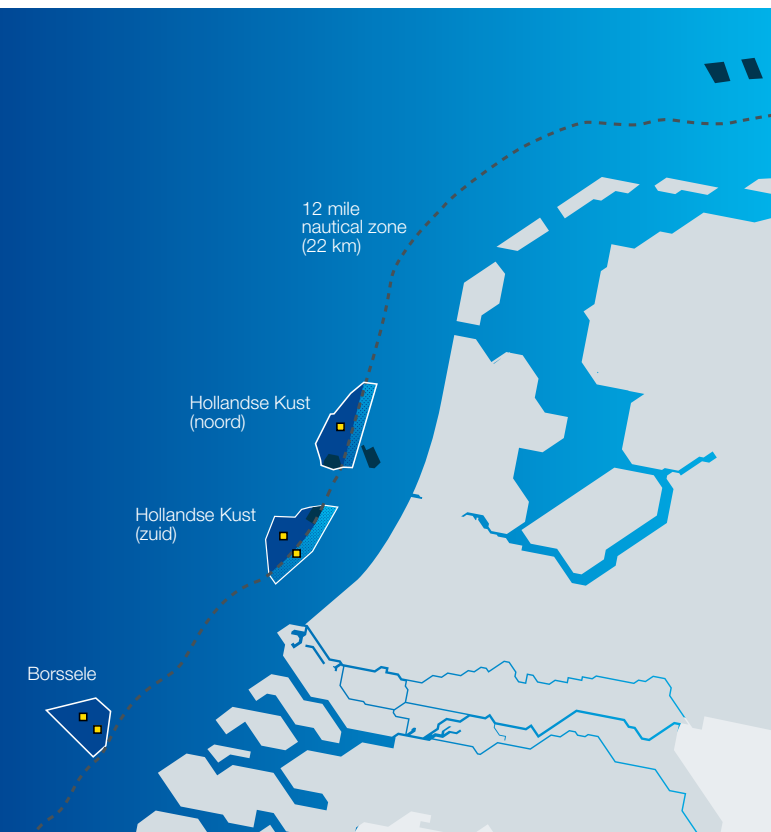 12 mile
nautical zone
(22 km)
Hollandse Kust
(noord)
Hollandse Kust
(zuid)
Borssele